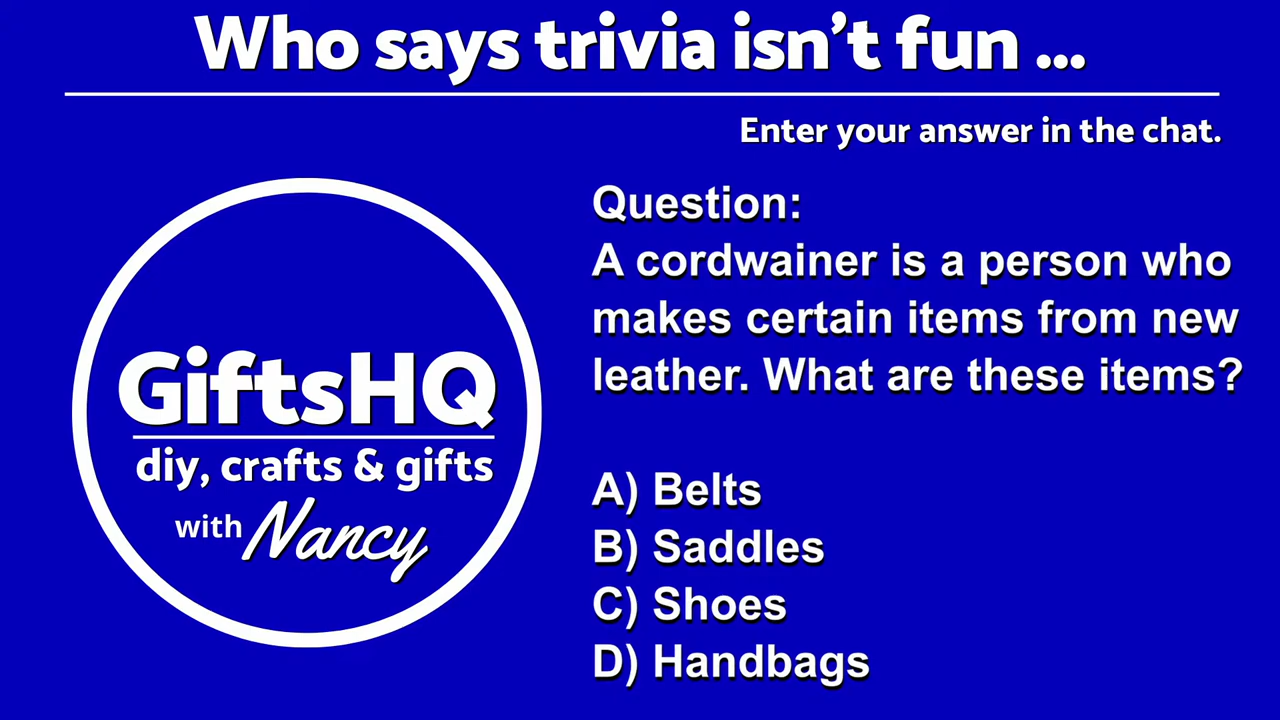 Who says trivia isn't fun ...
Enter your answer in the chat.
GiftsHQ
diy, crafts & gifts
with Nancy
Question:
A cordwainer is a person who
makes certain items from new
leather. What are these items?
A) Belts
B) Saddles
C) Shoes
D) Handbags